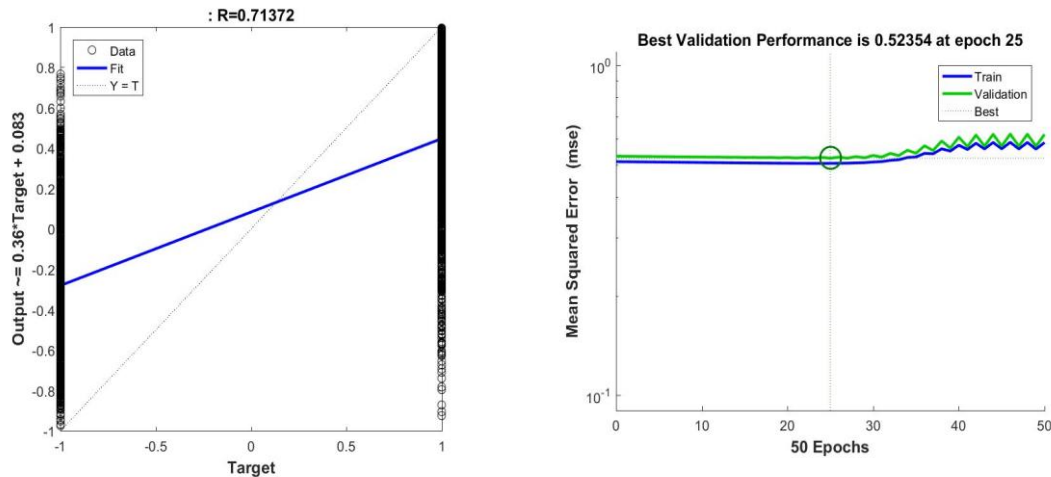 : R=0.71372
Data
Fit
Y = T
Output ~= 0.36*Target + 0.083
1
0.8
0.6
0.4
0.2
0
-0.2
-0.4
-0.6
-0.8
-1
-1
-0.5
0
0.5
1
Target
Best Validation Performance is 0.52354 at epoch 25
Train
Validation
Best
Mean Squared Error (mse)
10^0
10^-1
0
10
20
30
40
50
50 Epochs